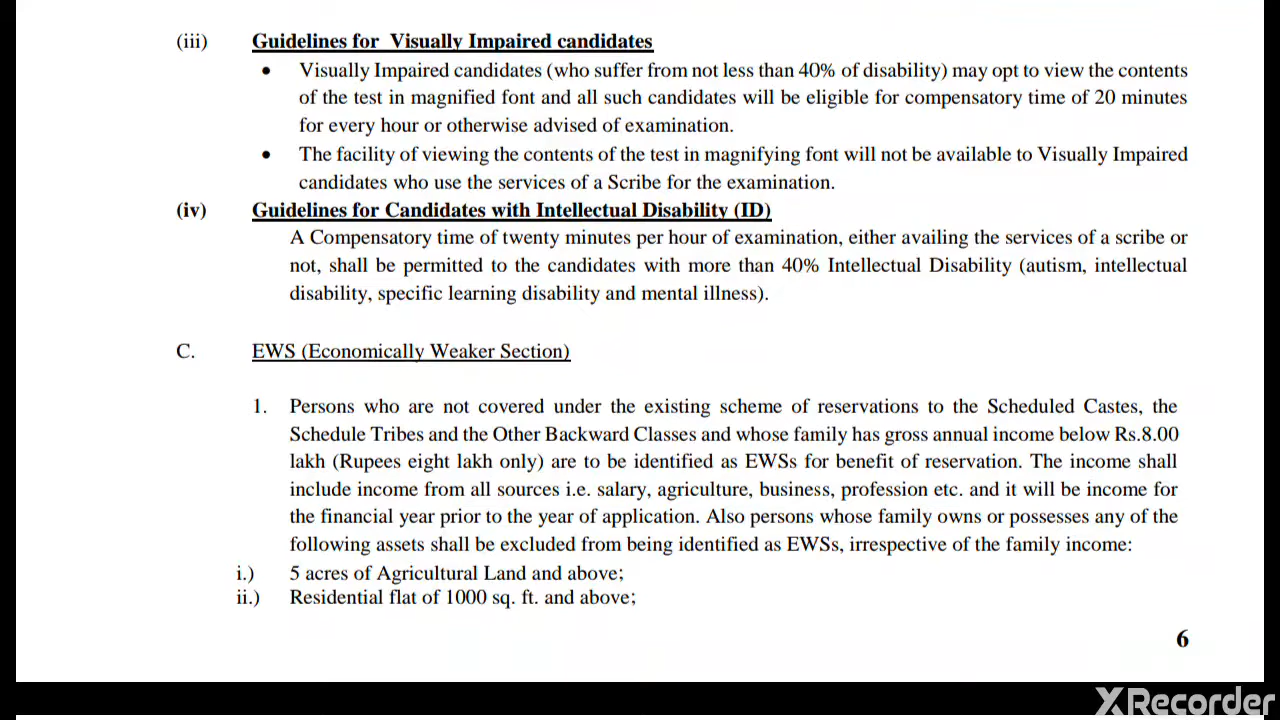 (iii) Guidelines for Visually Impaired candidates
• Visually Impaired candidates (who suffer from not less than 40% of disability) may opt to view the contents
of the test in magnified font and all such candidates will be eligible for compensatory time of 20 minutes
for every hour or otherwise advised of examination.
• The facility of viewing the contents of the test in magnifying font will not be available to Visually Impaired
candidates who use the services of a Scribe for the examination.
(iv) Guidelines for Candidates with Intellectual Disability (ID)
A Compensatory time of twenty minutes per hour of examination, either availing the services of a scribe or
not, shall be permitted to the candidates with more than 40% Intellectual Disability (autism, intellectual
disability, specific learning disability and mental illness).
C. EWS (Economically Weaker Section)
1. Persons who are not covered under the existing scheme of reservations to the Scheduled Castes, the
Schedule Tribes and the Other Backward Classes and whose family has gross annual income below Rs.8.00
lakh (Rupees eight lakh only) are to be identified as EWSs for benefit of reservation. The income shall
include income from all sources i.e. salary, agriculture, business, profession etc. and it will be income for
the financial year prior to the year of application. Also persons whose family owns or possesses any of the
following assets shall be excluded from being identified as EWSs, irrespective of the family income:
i.) 5 acres of Agricultural Land and above;
ii.) Residential flat of 1000 sq. ft. and above;
6
XRecorder